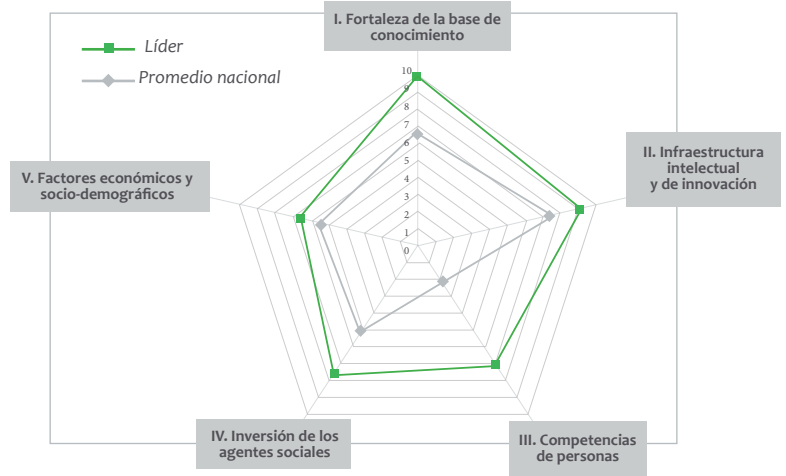 I. Fortaleza de la base de
conocimiento
Líder
Promedio nacional
10
9
8
7
6
5
4
3
2
1
0
II. Infraestructura
intelectual
y de innovación
V. Factores económicos y
socio-demográficos
IV. Inversión de los
agentes sociales
III. Competencias
de personas